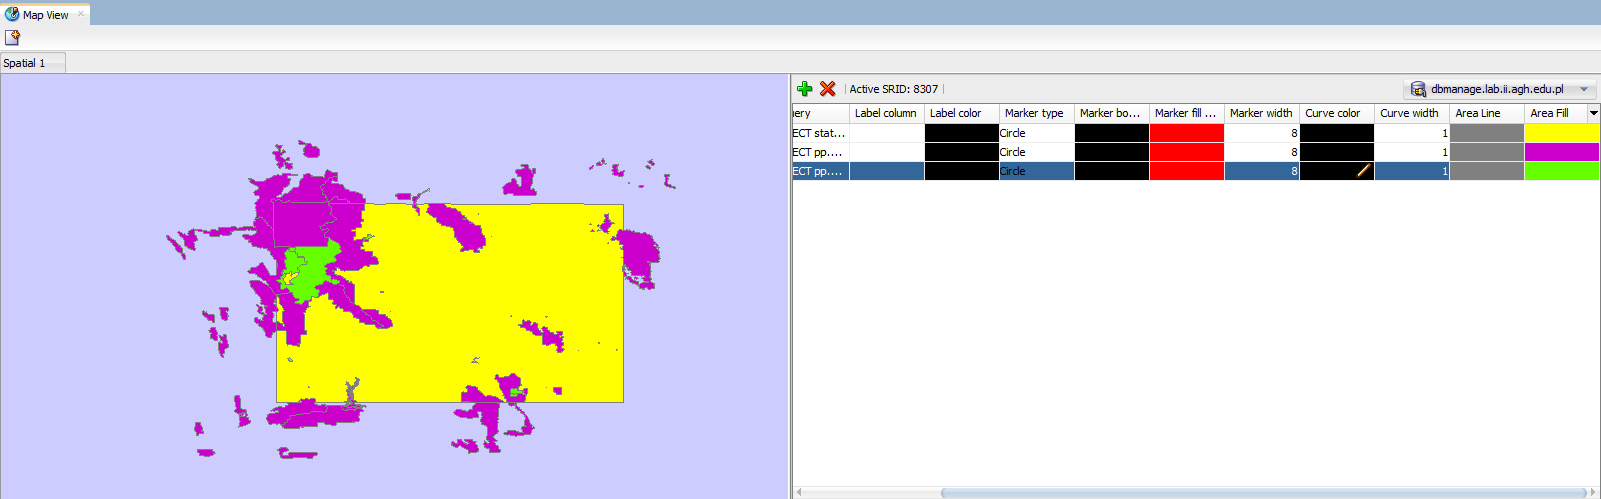 Map View
Spatial 1
Active SRID: 8307
dbmanage.lab.ii.agh.edu.pl
ery Label column Label color Marker type Marker bo... Marker fill ... Marker width Curve color Curve width Area Line Area Fill
ECT stat... Circle 8 1
ECT pp.... Circle 8 1
ECT pp.... Circle 8 1